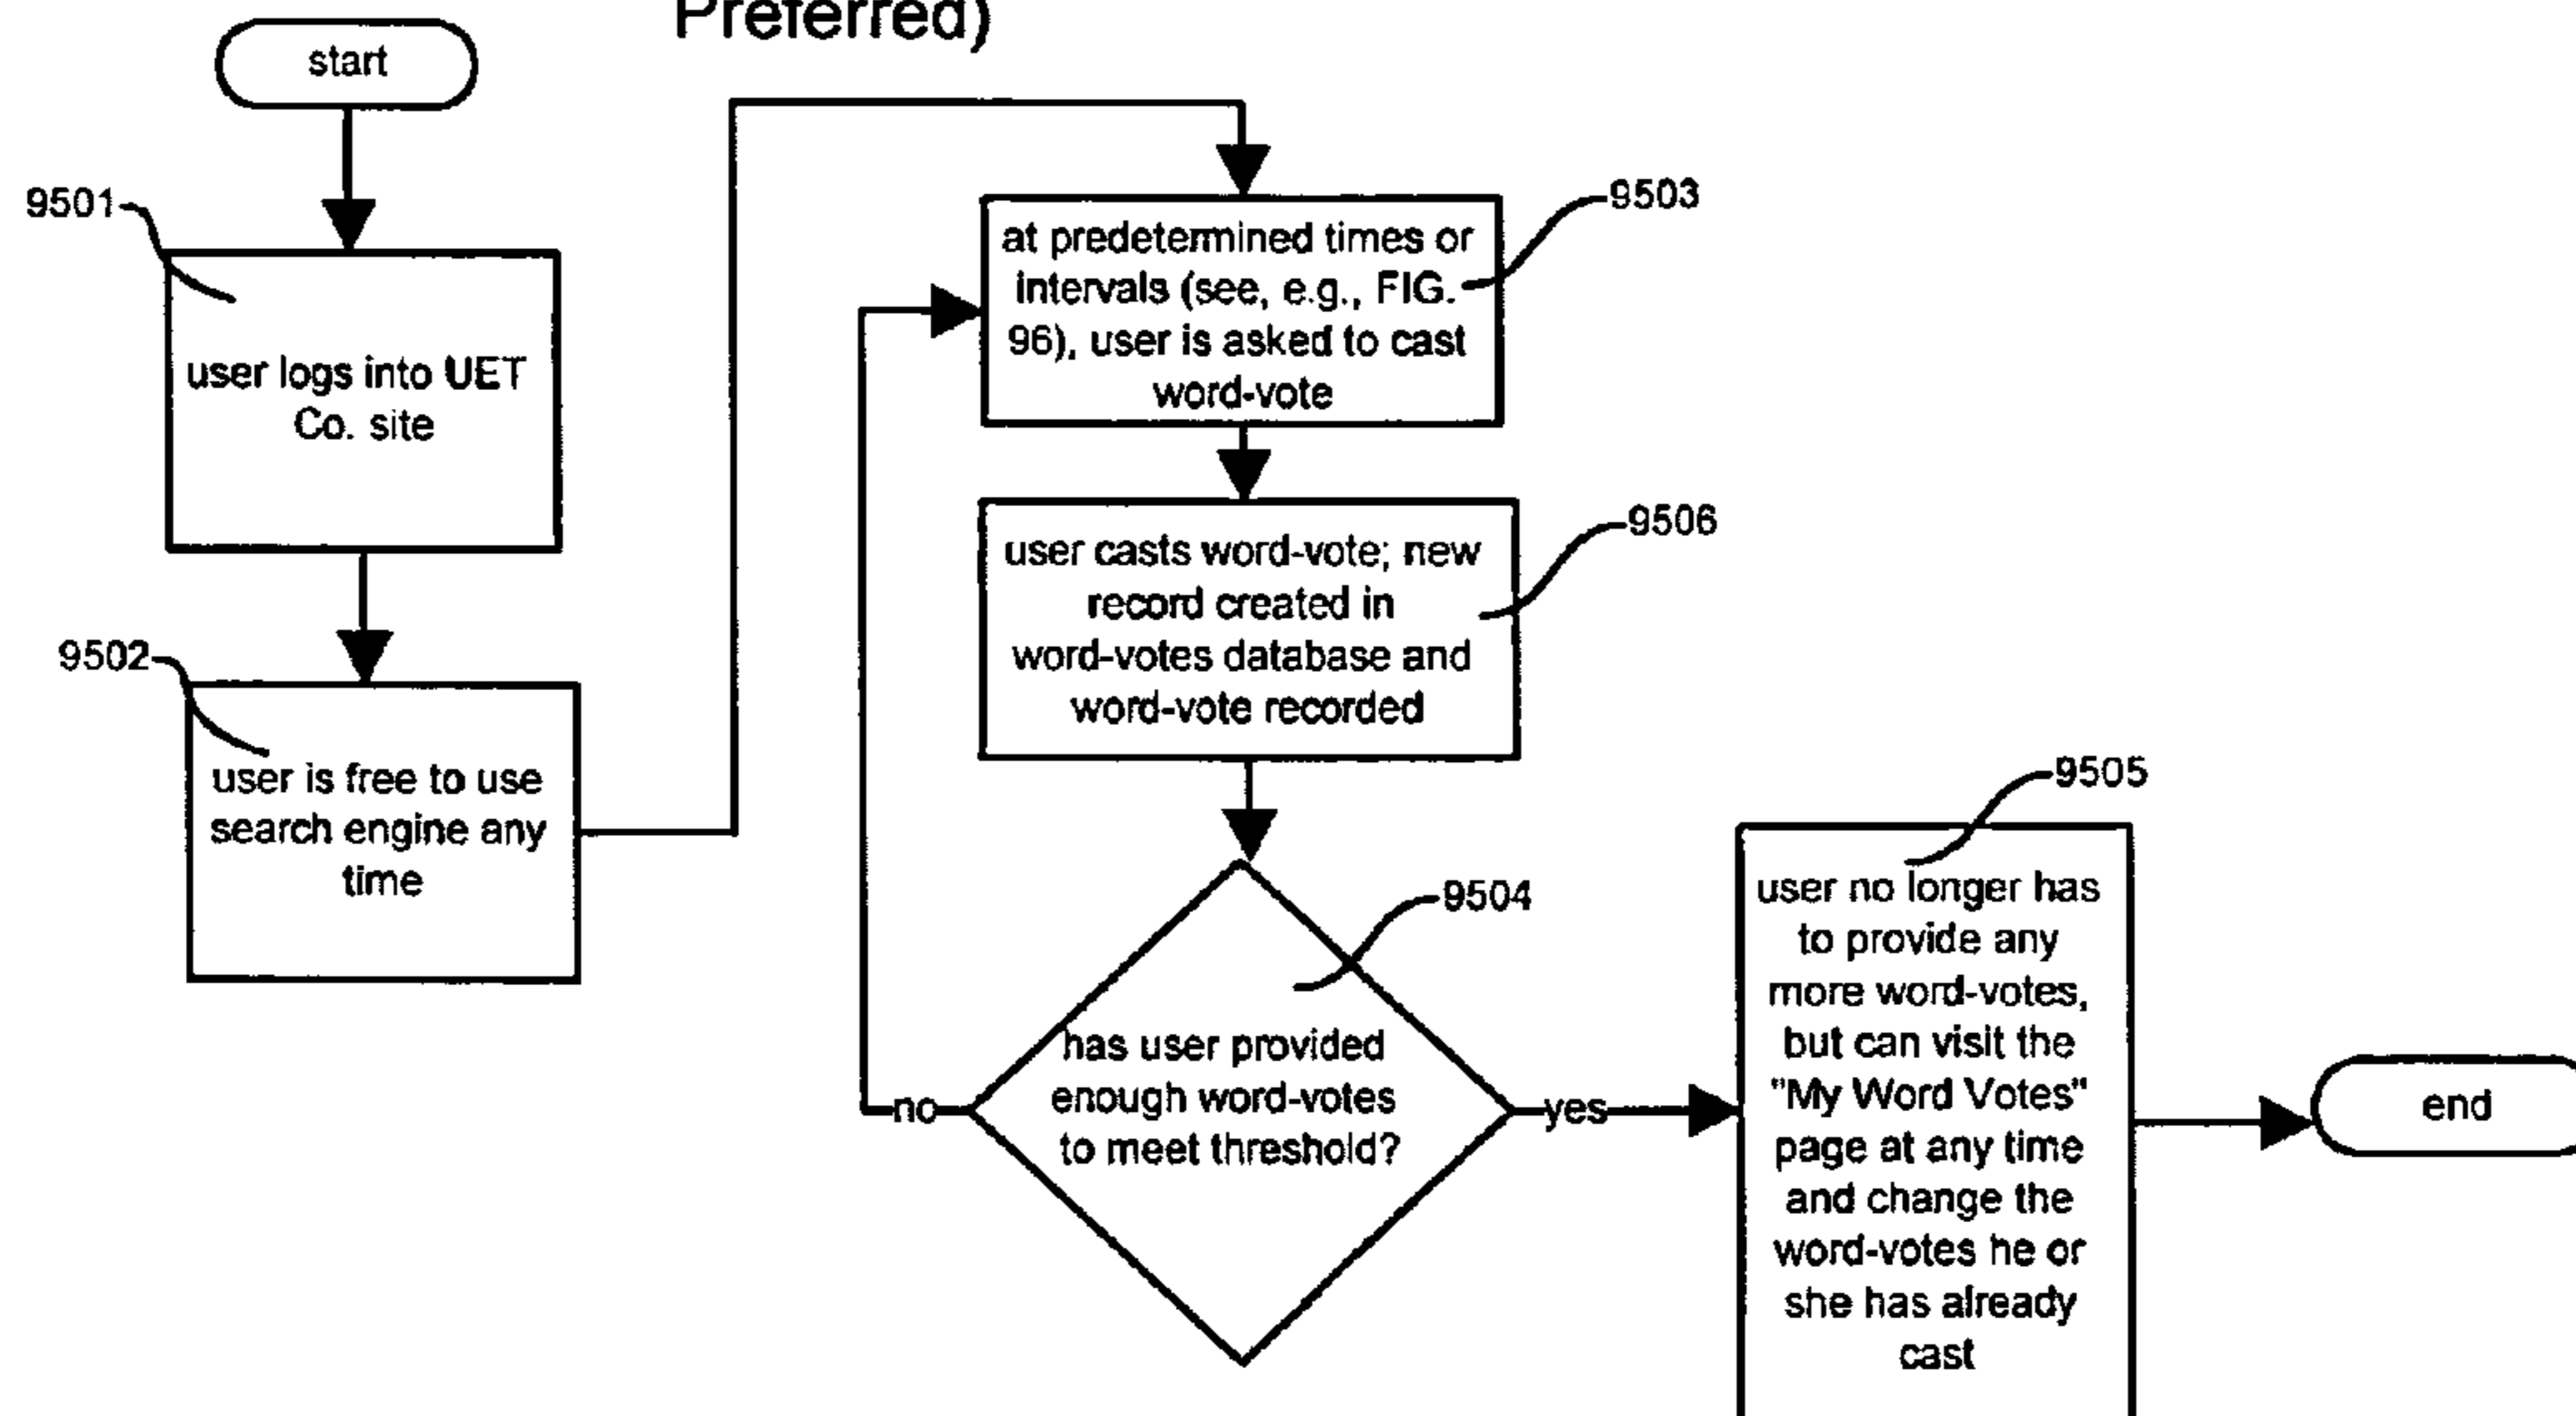 Preferred)
start
9501
user logs into UET
Co. site
9502
user is free to use
search engine any
time
9503
at predetermined times or
intervals (see, e.g., FIG.
96), user is asked to cast
word-vote
9506
user casts word-vote; new
record created in
word-votes database and
word-vote recorded
9504
has user provided
enough word-votes
to meet threshold?
no
yes
9505
user no longer has
to provide any
more word-votes,
but can visit the
"My Word Votes"
page at any time
and change the
word-votes he or
she has already
cast
end